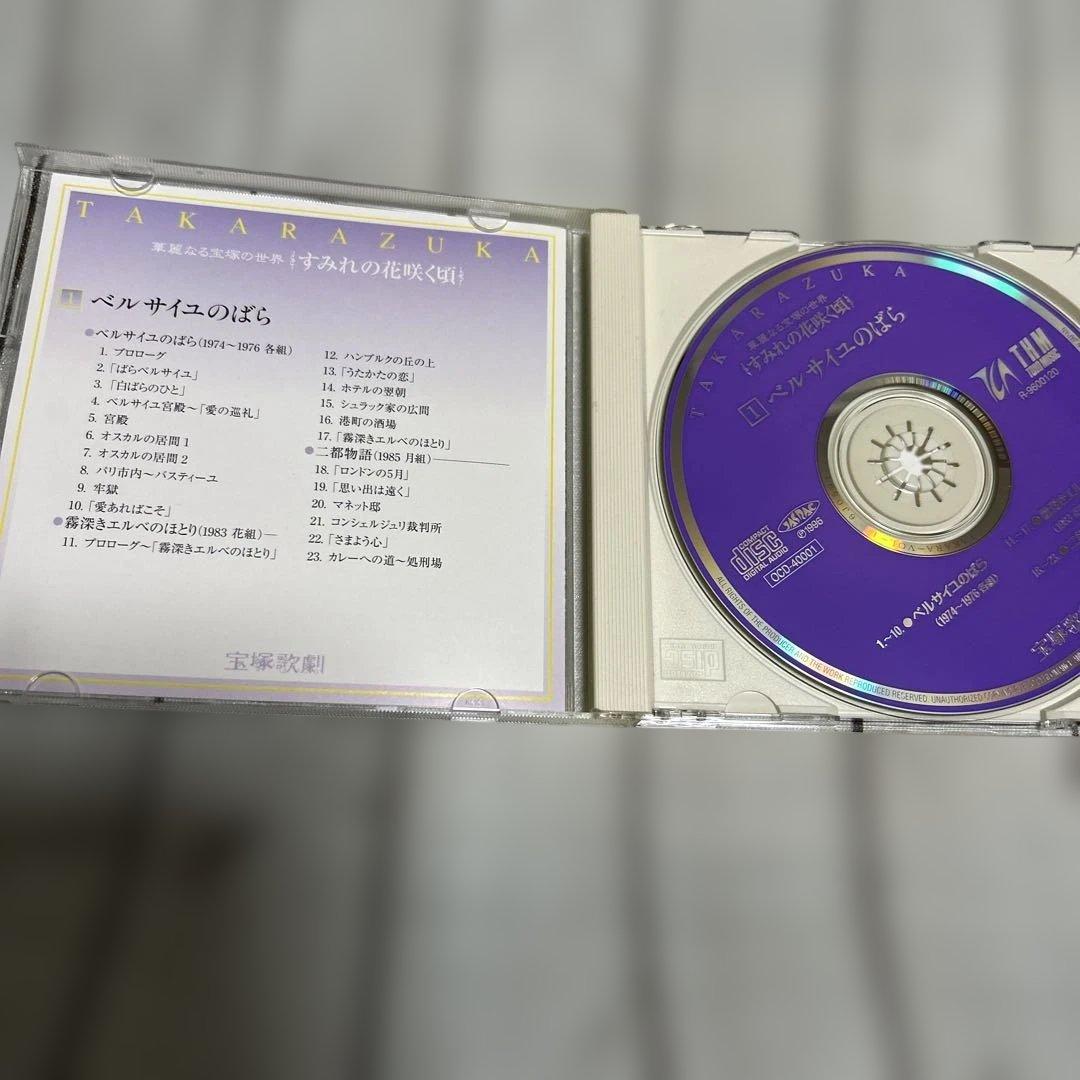 TAKARAZUKA
華麗なる宝塚の世界 すみれの花咲く頃
1 ベルサイユのばら
●ベルサイユのばら(1974〜1976 各組)
1. プロローグ
2.「ばらベルサイユ」
3.「白ばらのひと」
4. ベルサイユ宮殿〜「愛の巡礼」
5. 宮殿
6. オスカルの居間 1
7. オスカルの居間 2
8. パリ市内〜バスティーユ
9. 牢獄
10.「愛あればこそ」
●霧深きエルベのほとり(1983 花組)
11. プロローグ〜「霧深きエルベのほとり」
12. ハンブルクの丘の上
13.「うたかたの恋」
14. ホテルの翌朝
15. シュラック家の広間
16. 港町の酒場
17.「霧深きエルベのほとり」
●二都物語(1985 月組)
18.「ロンドンの5月」
19.「思い出は遠く」
20. マネット邸
21. コンシェルジュリ裁判所
22.「さまよう心」
23. カレーへの道〜処刑場
宝塚歌劇
TAKARAZUKA
華麗なる宝塚の世界
すみれの花咲く頃
1 ベルサイユのばら
TCA THM
R-9600120
COMPACT disc DIGITAL AUDIO
JASRAC
℗1996
OCD-40001
1.〜10.●ベルサイユのばら
(1974〜1976 各組)
ALL RIGHTS OF THE PRODUCER AND THE WORK REPRODUCED RESERVED. UNAUTHORIZED
disc